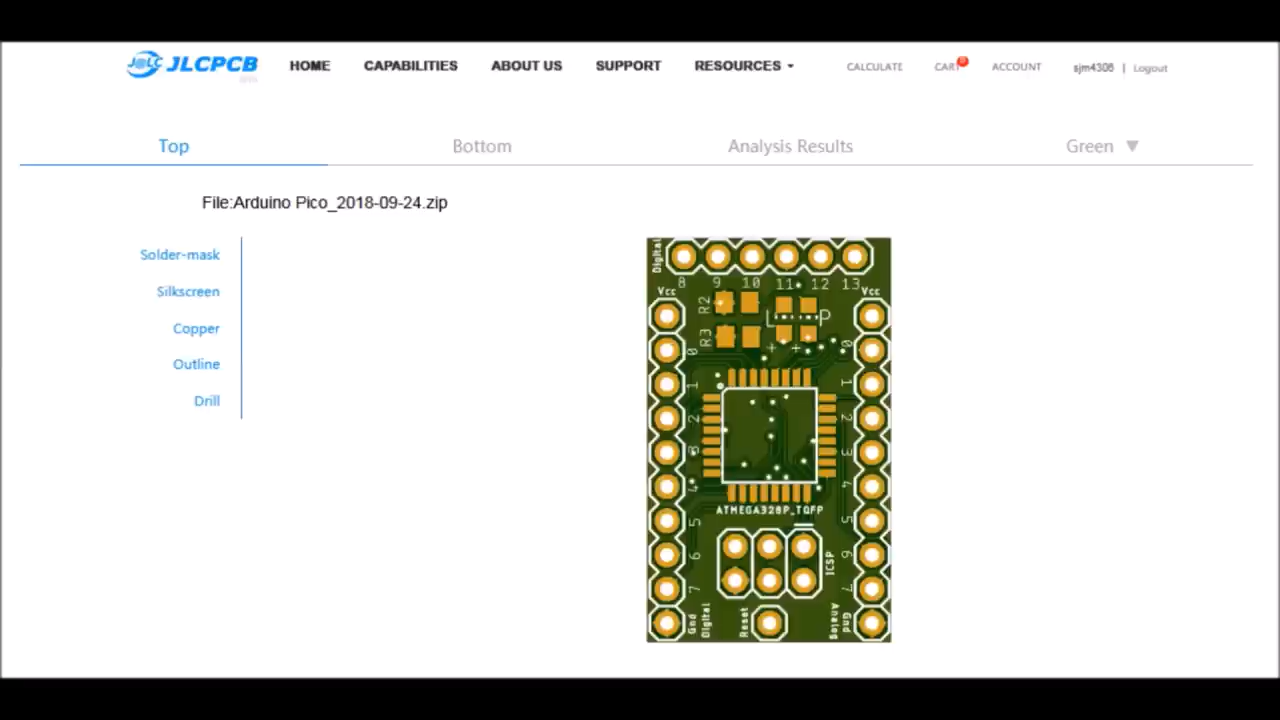 JLCPCB HOME CAPABILITIES ABOUT US SUPPORT RESOURCES CALCULATE CART ACCOUNT sjm4306 | Logout
Top Bottom Analysis Results Green ▼
File:Arduino Pico_2018-09-24.zip
Solder-mask
Silkscreen
Copper
Outline
Drill
Digital
8 9 10 11 12 13
Vcc Vcc
R2
L P
R3
+ +
0 0
1 1
2 2
3 3
4 4
ATMEGA328P_TQFP
5 5
6 6
ICSP
7 7
Gnd Digital Reset Analog Gnd